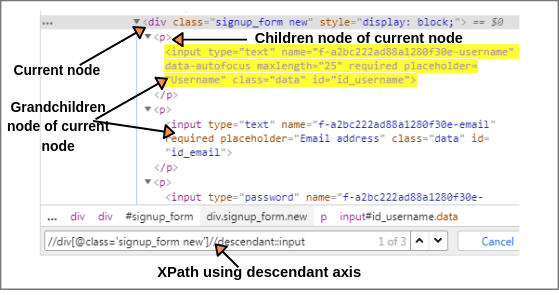 ... <div class="signup_form new" style="display: block;"> == $0
<p>
Children node of current node
<input type="text" name="f-a2bc222ad88a1280f30e-username"
data-autofocus maxlength="25" required placeholder=
"Username" class="data" id="id_username">
Current node
</p>
Grandchildren
node of current
node
<p>
<input type="text" name="f-a2bc222ad88a1280f30e-email"
required placeholder="Email address" class="data" id=
"id_email">
</p>
<p>
<input type="password" name="f-a2bc222ad88a1280f30e-
... div div #signup_form div.signup_form.new p input#id_username.data
//div[@class='signup_form new']//descendant::input 1 of 3 Cancel
XPath using descendant axis